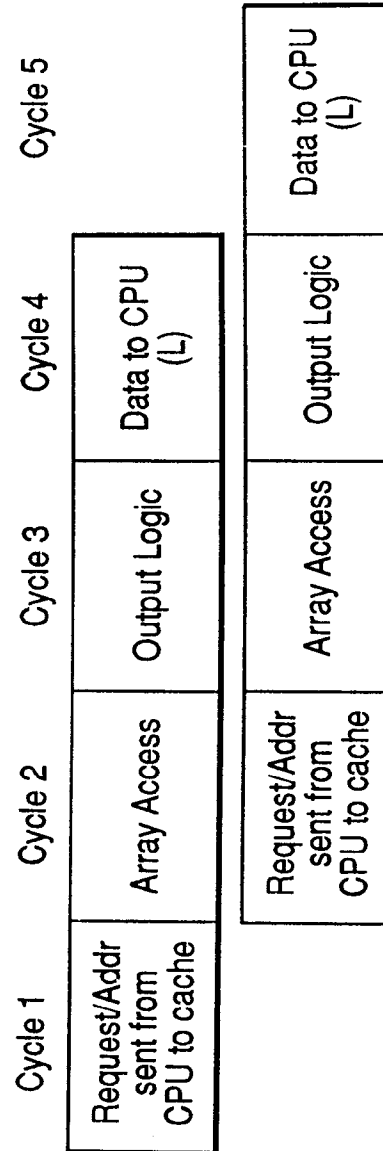 Cycle 1
Cycle 2
Cycle 3
Cycle 4
Cycle 5
Request/Addr
sent from
CPU to cache
Array Access
Output Logic
Data to CPU
(L)
Request/Addr
sent from
CPU to cache
Array Access
Output Logic
Data to CPU
(L)